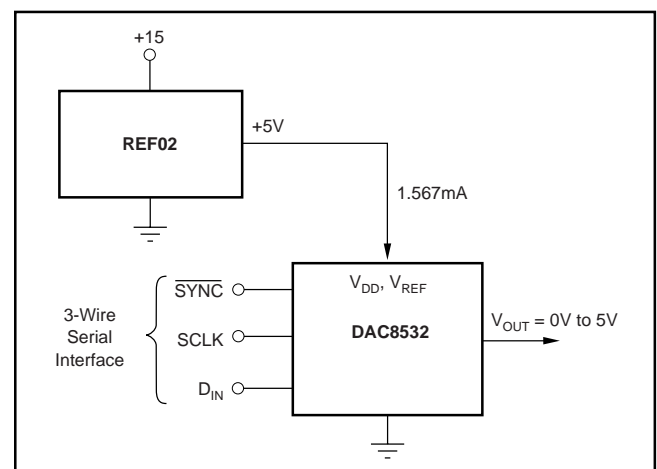 +15
REF02
+5V
1.567mA
3-Wire
Serial
Interface
SYNC
SCLK
D_IN
V_DD, V_REF
DAC8532
V_OUT = 0V to 5V